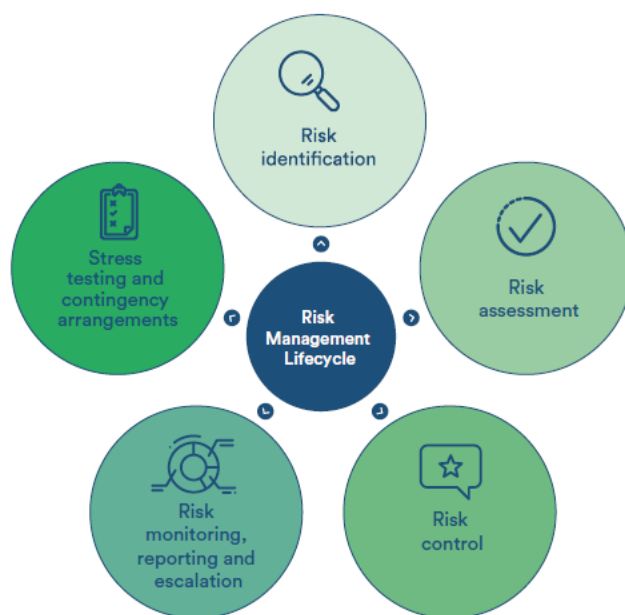 Risk
identification
Risk
assessment
Risk
control
Risk
monitoring,
reporting and
escalation
Stress
testing and
contingency
arrangements
Risk
Management
Lifecycle